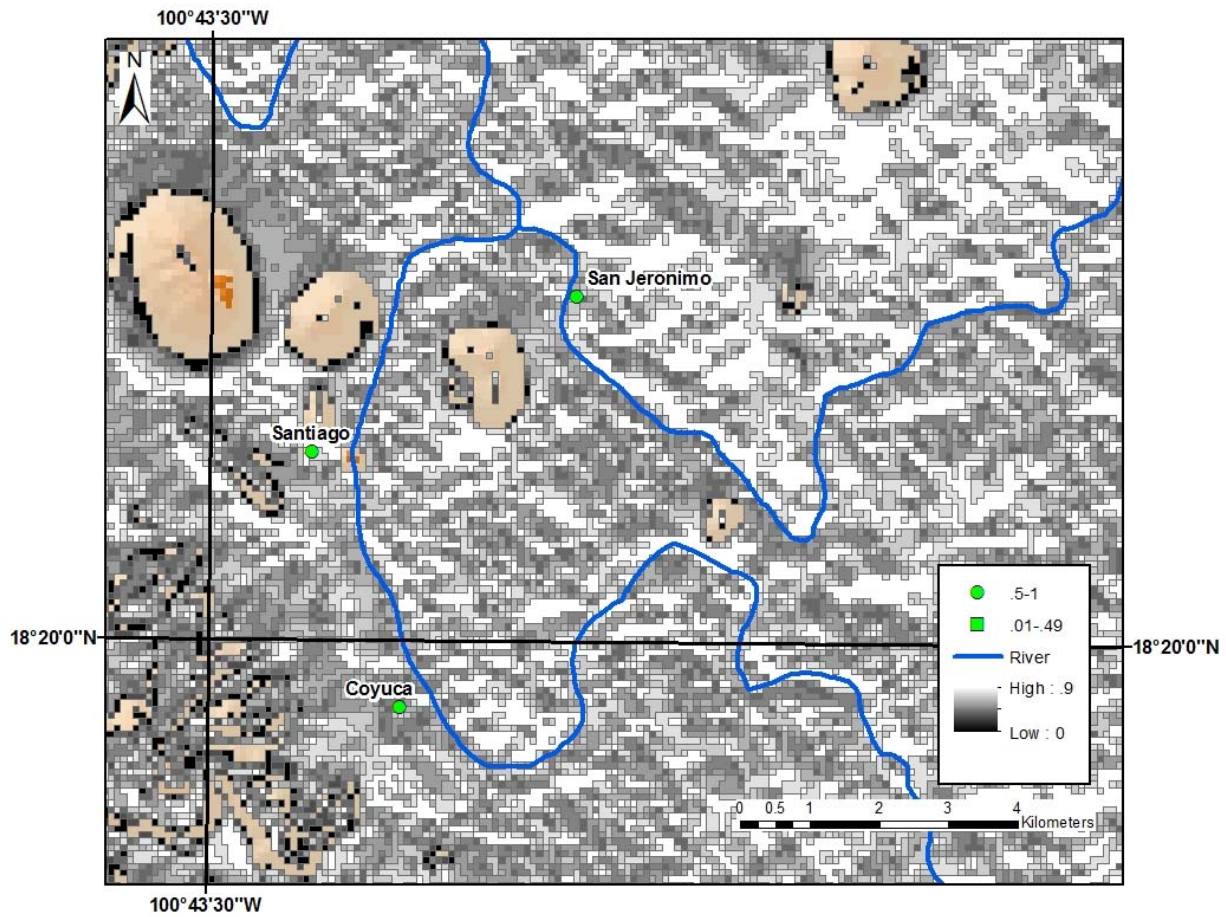 100°43'30"W
N
San Jeronimo
Santiago
18°20'0"N
18°20'0"N
Coyuca
.5-1
.01-.49
River
High : .9
Low : 0
0 0.5 1 2 3 4
Kilometers
100°43'30"W